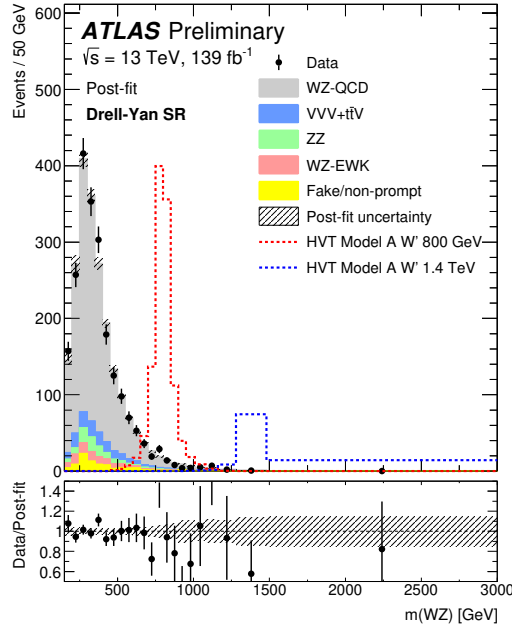 ATLAS Preliminary
√s = 13 TeV, 139 fb⁻¹
Post-fit
Drell-Yan SR
Data
WZ-QCD
VVV+tt̄V
ZZ
WZ-EWK
Fake/non-prompt
Post-fit uncertainty
HVT Model A W' 800 GeV
HVT Model A W' 1.4 TeV
Events / 50 GeV
600
500
400
300
200
100
0
Data/Post-fit
1.4
1.2
1.0
0.8
0.6
500 1000 1500 2000 2500 3000
m(WZ) [GeV]